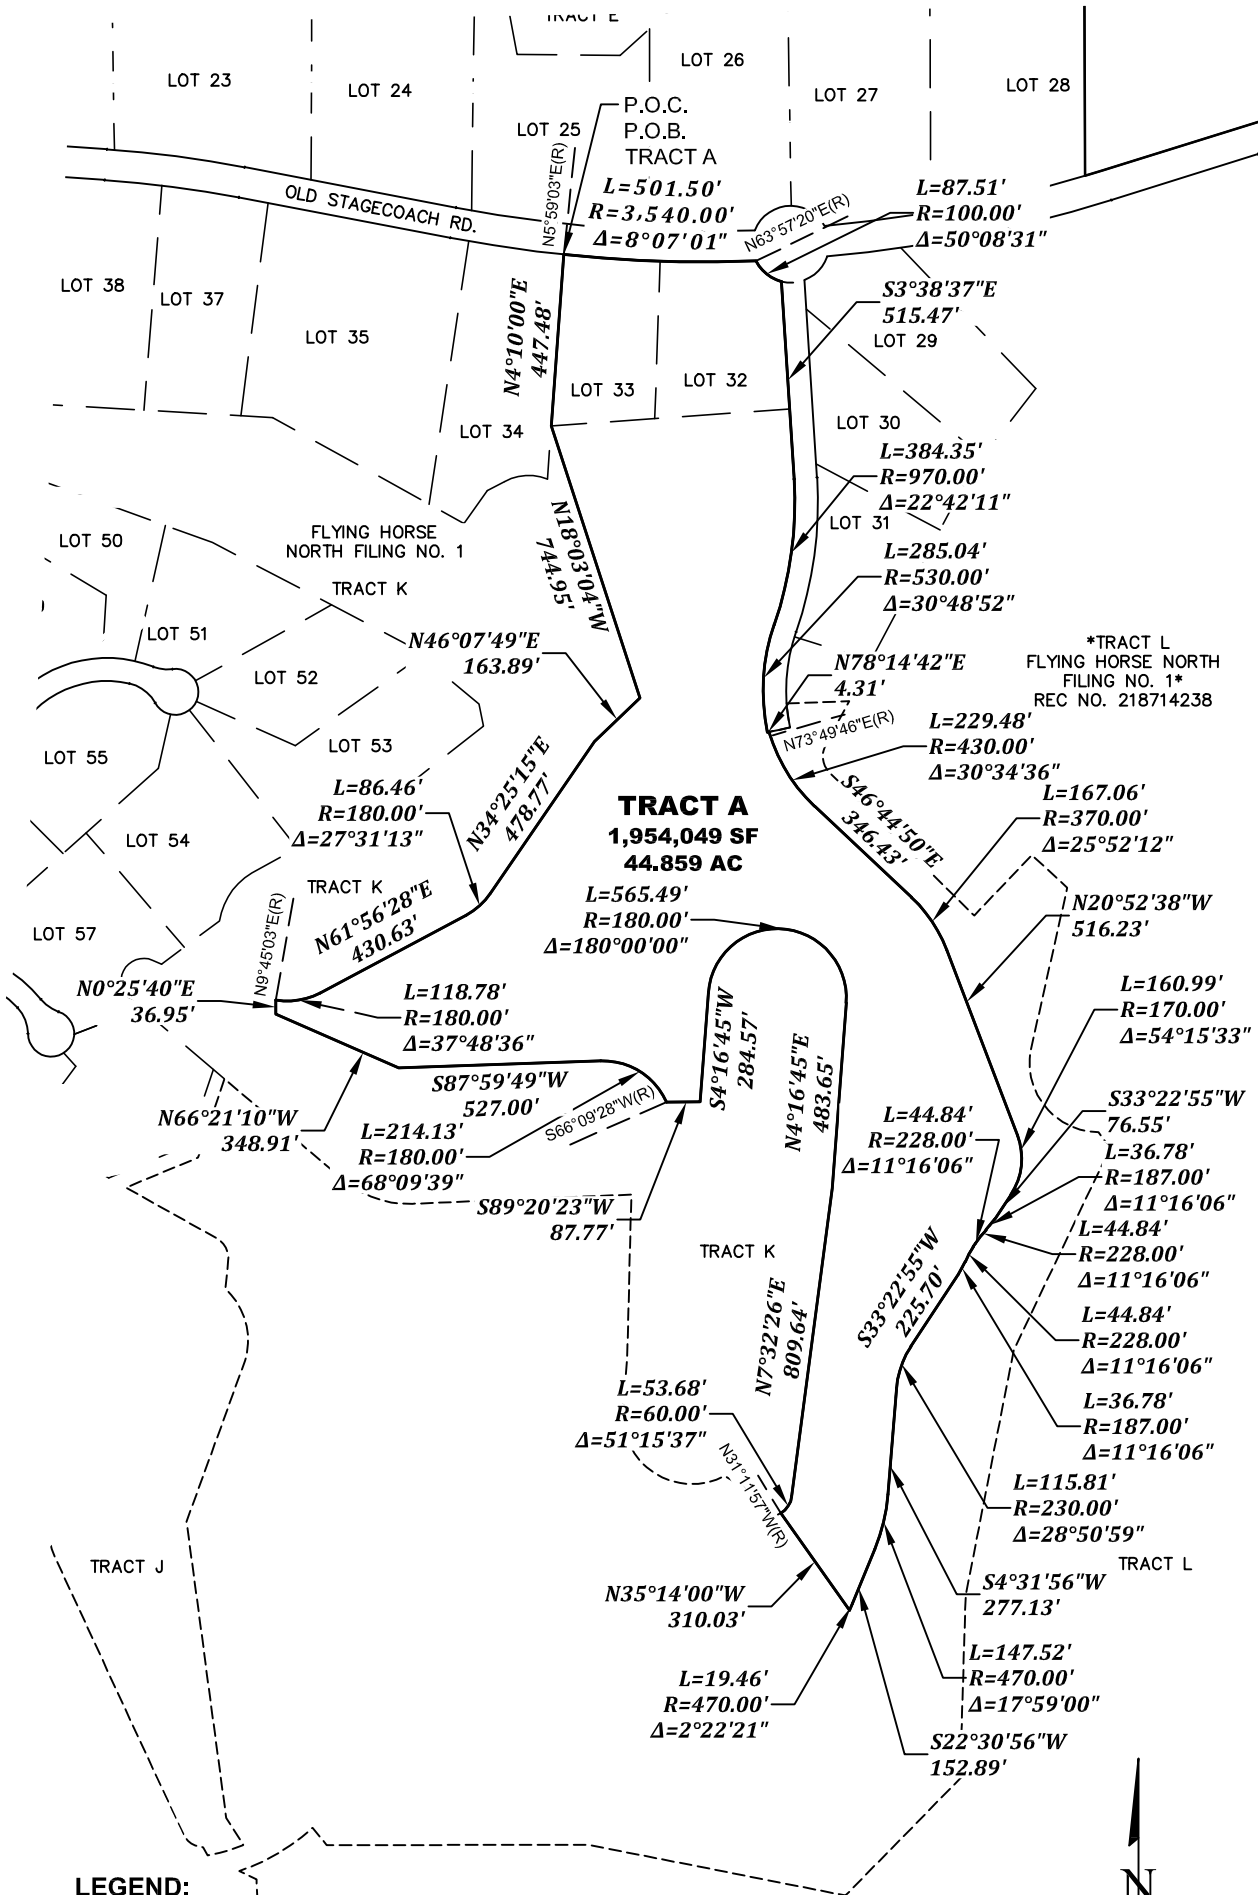 TRACT E
LOT 23
LOT 24
LOT 25
LOT 26
LOT 27
LOT 28
P.O.C.
P.O.B.
TRACT A
OLD STAGECOACH RD.
N5°59'03"E(R)
L=501.50'
R=3,540.00'
Δ=8°07'01"
N63°57'20"E(R)
L=87.51'
R=100.00'
Δ=50°08'31"
LOT 38
LOT 37
LOT 35
N4°10'00"E
447.48'
LOT 33
LOT 32
S3°38'37"E
515.47'
LOT 29
LOT 34
LOT 30
L=384.35'
R=970.00'
Δ=22°42'11"
LOT 31
LOT 50
FLYING HORSE
NORTH FILING NO. 1
N18°03'04"W
744.95'
L=285.04'
R=530.00'
Δ=30°48'52"
TRACT K
LOT 51
N46°07'49"E
163.89'
LOT 52
LOT 53
N78°14'42"E
4.31'
*TRACT L
FLYING HORSE NORTH
FILING NO. 1*
REC NO. 218714238
N73°49'46"E(R)
L=229.48'
R=430.00'
Δ=30°34'36"
LOT 55
LOT 54
L=86.46'
R=180.00'
Δ=27°31'13"
N34°25'15"E
478.77'
TRACT A
1,954,049 SF
44.859 AC
S46°44'50"E
346.43'
L=167.06'
R=370.00'
Δ=25°52'12"
TRACT K
LOT 57
N9°45'03"E(R)
N61°56'28"E
430.63'
L=565.49'
R=180.00'
Δ=180°00'00"
N20°52'38"W
516.23'
N0°25'40"E
36.95'
L=118.78'
R=180.00'
Δ=37°48'36"
S4°16'45"W
284.57'
N4°16'45"E
483.65'
L=160.99'
R=170.00'
Δ=54°15'33"
S87°59'49"W
527.00'
S66°09'28"W(R)
N66°21'10"W
348.91'
L=214.13'
R=180.00'
Δ=68°09'39"
L=44.84'
R=228.00'
Δ=11°16'06"
S33°22'55"W
76.55'
L=36.78'
R=187.00'
Δ=11°16'06"
S89°20'23"W
87.77'
L=44.84'
R=228.00'
Δ=11°16'06"
TRACT K
S33°22'55"W
225.70'
L=44.84'
R=228.00'
Δ=11°16'06"
N7°32'26"E
809.64'
L=53.68'
R=60.00'
Δ=51°15'37"
L=36.78'
R=187.00'
Δ=11°16'06"
N31°11'57"W(R)
L=115.81'
R=230.00'
Δ=28°50'59"
TRACT J
TRACT L
N35°14'00"W
310.03'
S4°31'56"W
277.13'
L=19.46'
R=470.00'
Δ=2°22'21"
L=147.52'
R=470.00'
Δ=17°59'00"
S22°30'56"W
152.89'
N
LEGEND: